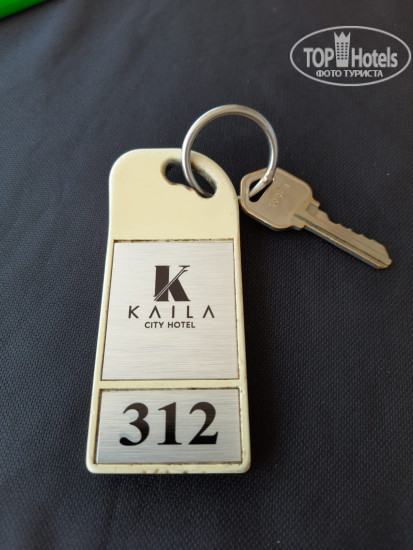 TOP Hotels
ФОТО ТУРИСТА
K
KAILA
CITY HOTEL
312